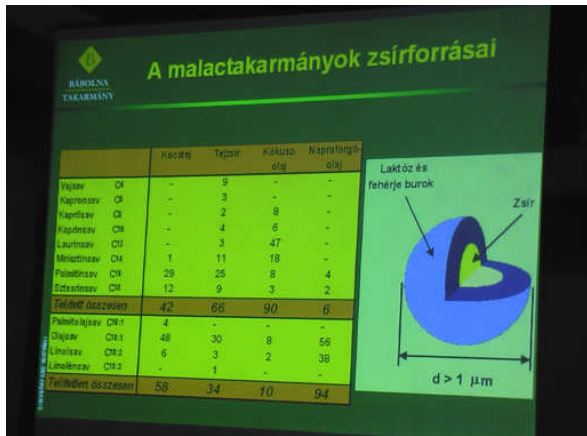 A malactakarmányok zsírforrásai
BÁBOLNA
TAKARMÁNY
Kocatej Tejzsír Kókusz-olaj Napraforgó-olaj
Vajsav C4 - 9 - -
Kapronsav C6 - 3 - -
Kaprilsav C8 - 2 8 -
Kaprinsav C10 - 4 6 -
Laurinsav C12 - 3 47 -
Mirisztinsav C14 1 11 18 -
Palmitinsav C16 29 25 8 4
Sztearinsav C18 12 9 3 2
Telített összesen 42 66 90 6
Palmitolajsav C16:1 4 - - -
Olajsav C18:1 48 30 8 56
Linolsav C18:2 6 3 2 38
Linolénsav C18:3 - 1 - -
Telítetlen összesen 58 34 10 94
Laktóz és
fehérje burok
Zsír
d > 1 μm